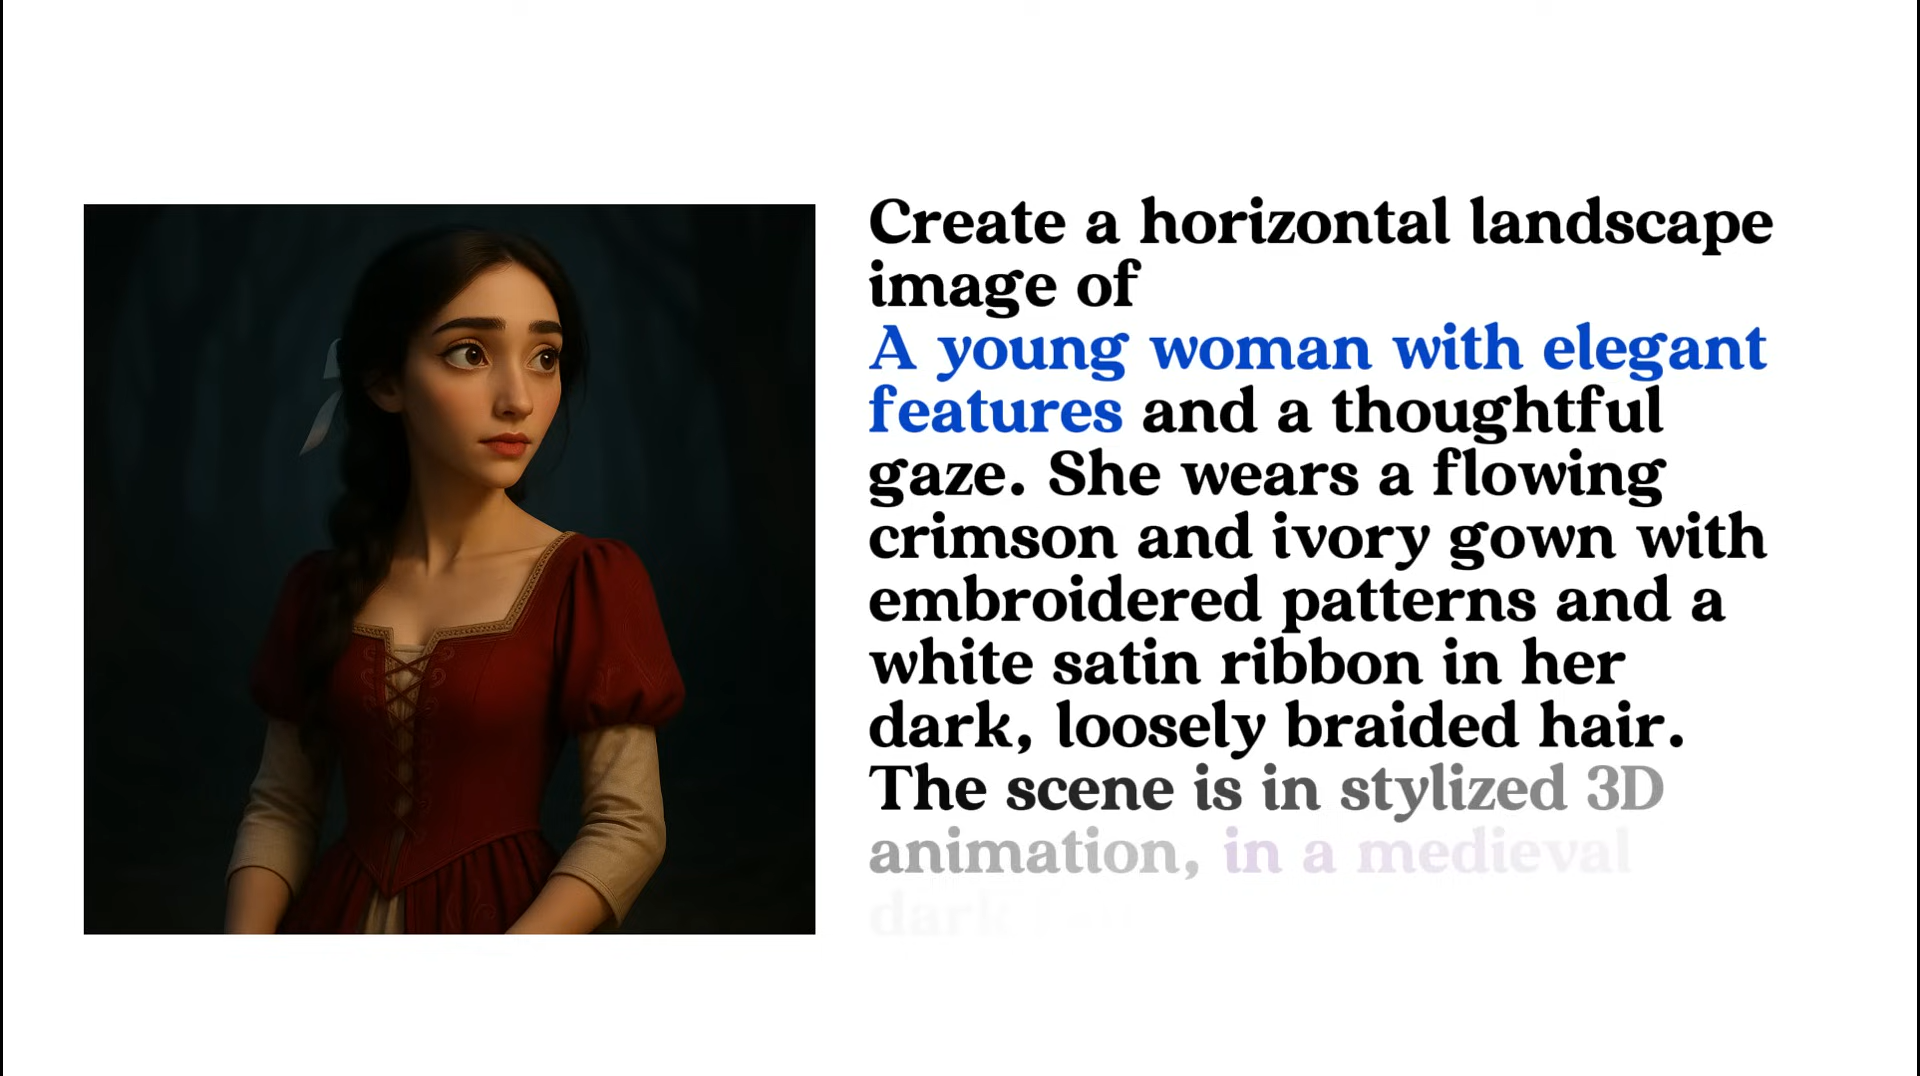 Create a horizontal landscape
image of
A young woman with elegant
features and a thoughtful
gaze. She wears a flowing
crimson and ivory gown with
embroidered patterns and a
white satin ribbon in her
dark, loosely braided hair.
The scene is in stylized 3D
animation, in a medieval
dark